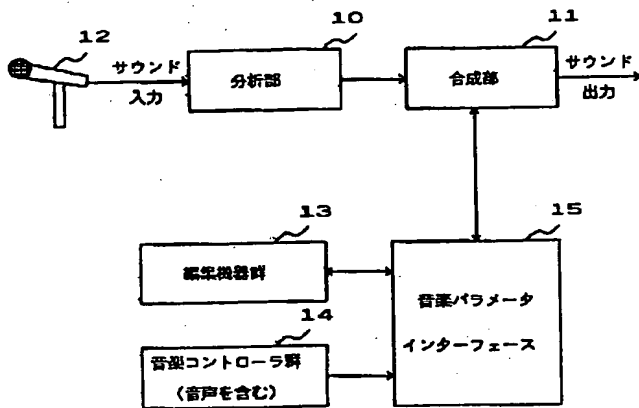 10
11
12
サウンド
入力
分析部
合成部
サウンド
出力
13
15
編集機器群
14
音楽コントローラ群
(音声を含む)
音楽パラメータ
インターフェース